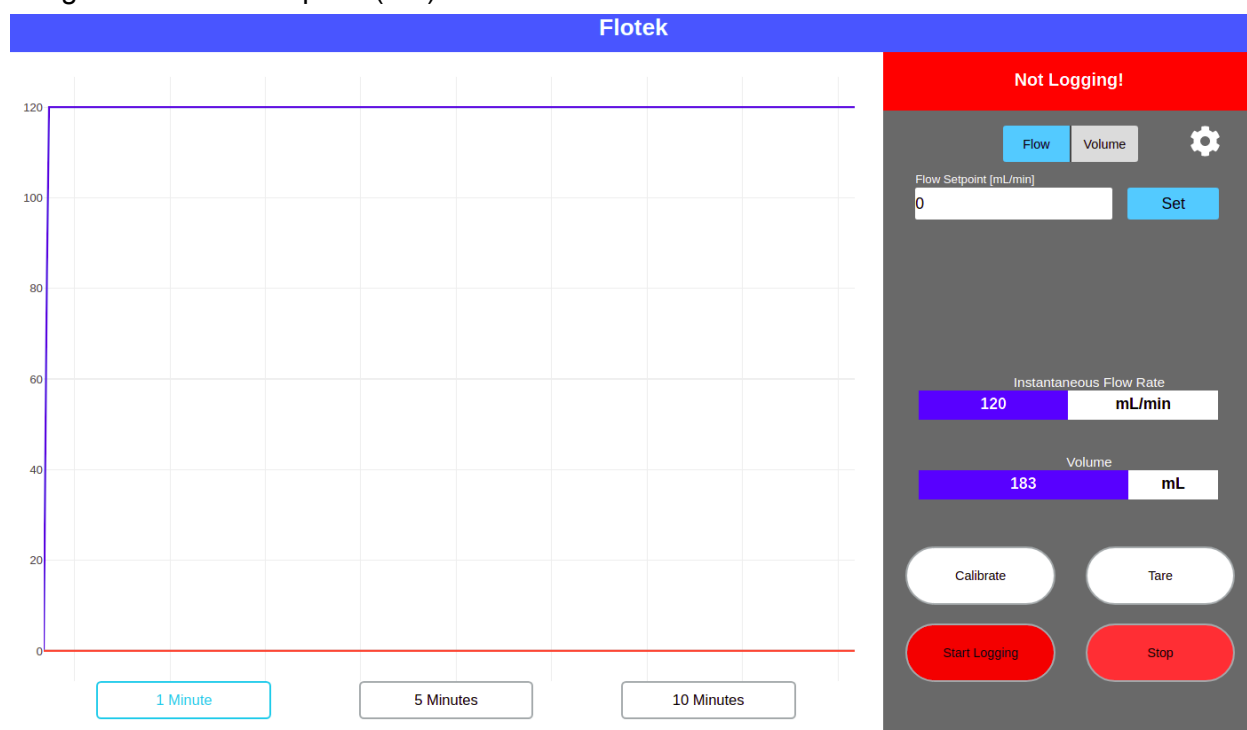 Flotek
Not Logging!
Flow
Volume
Flow Setpoint [mL/min]
0
Set
120
100
80
60
40
20
0
Instantaneous Flow Rate
120
mL/min
Volume
183
mL
Calibrate
Tare
Start Logging
Stop
1 Minute
5 Minutes
10 Minutes